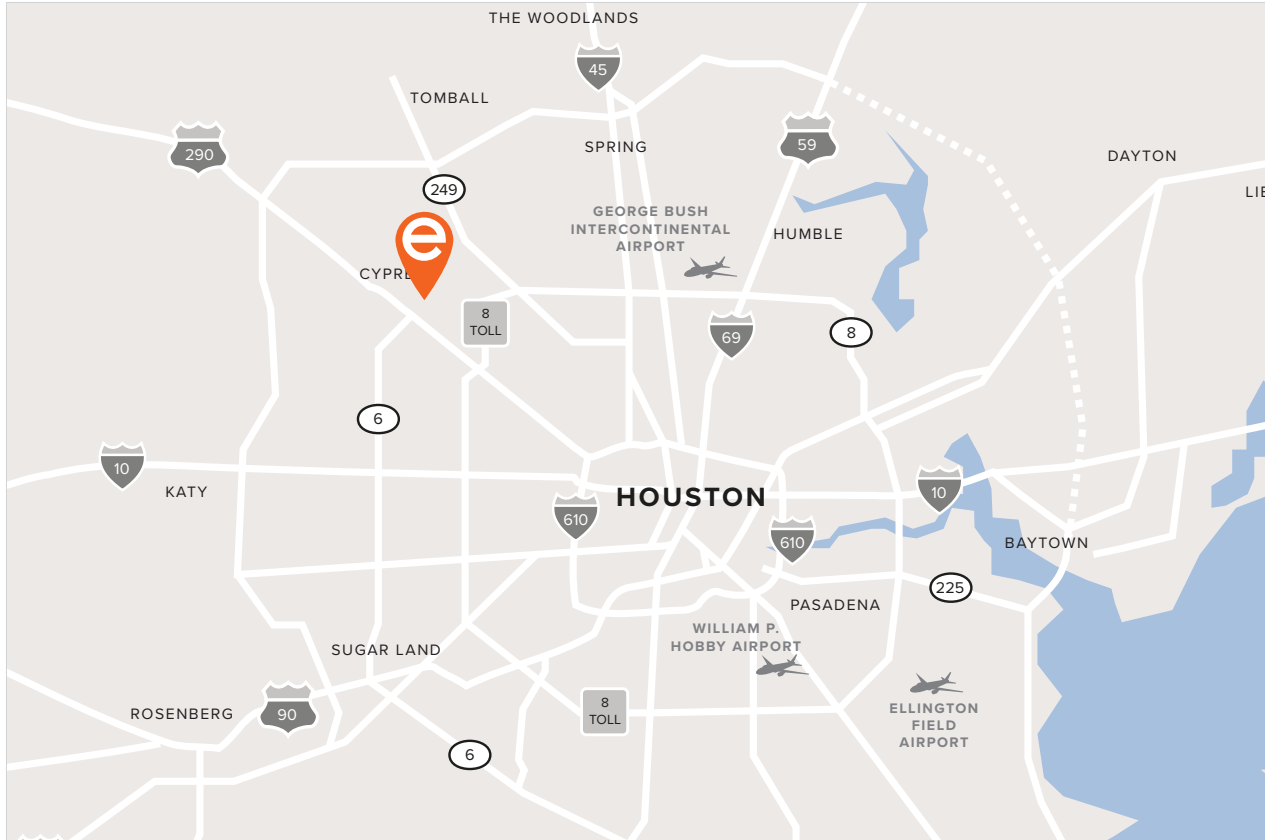 THE WOODLANDS
45
TOMBALL
59
290
SPRING
DAYTON
249
LIE
GEORGE BUSH
INTERCONTINENTAL
AIRPORT
HUMBLE
e
CYPRE
8
TOLL
69
8
6
10
KATY
HOUSTON
10
610
610
BAYTOWN
225
PASADENA
WILLIAM P.
HOBBY AIRPORT
SUGAR LAND
ROSENBERG
90
8
TOLL
ELLINGTON
FIELD
AIRPORT
6